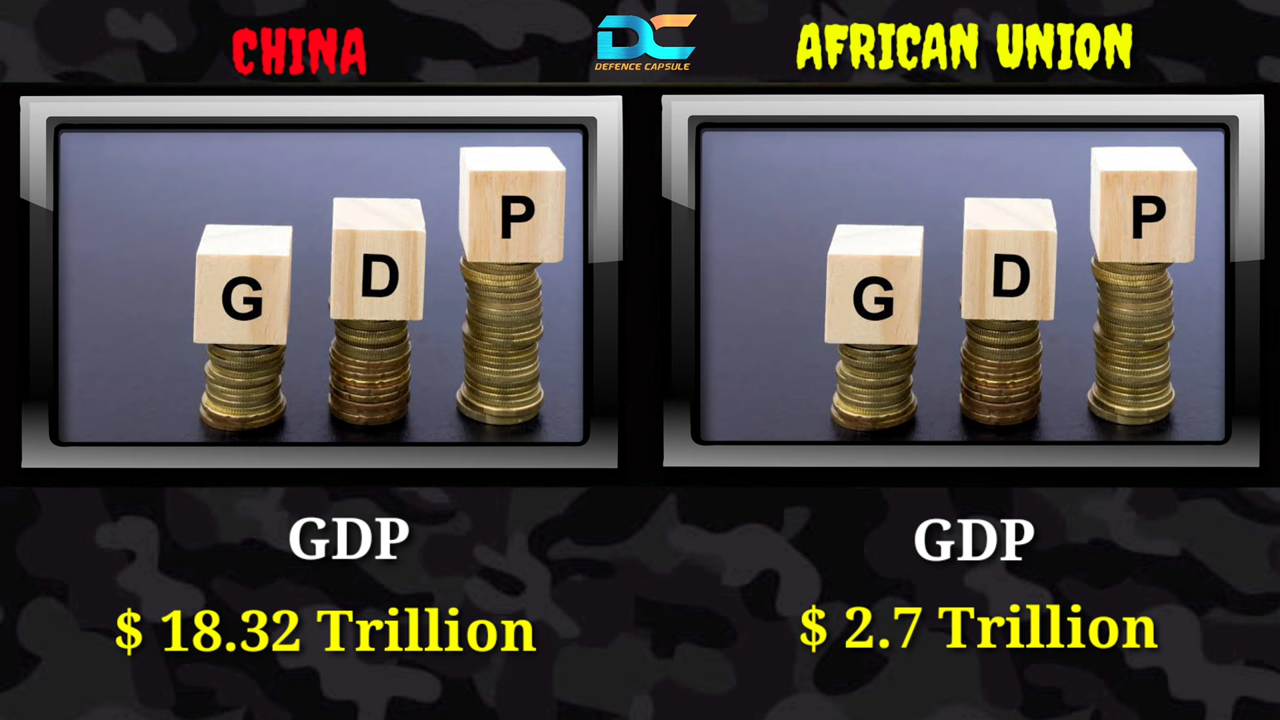 CHINA
DC
DEFENCE CAPSULE
AFRICAN UNION
G D P
G D P
GDP
GDP
$ 18.32 Trillion
$ 2.7 Trillion